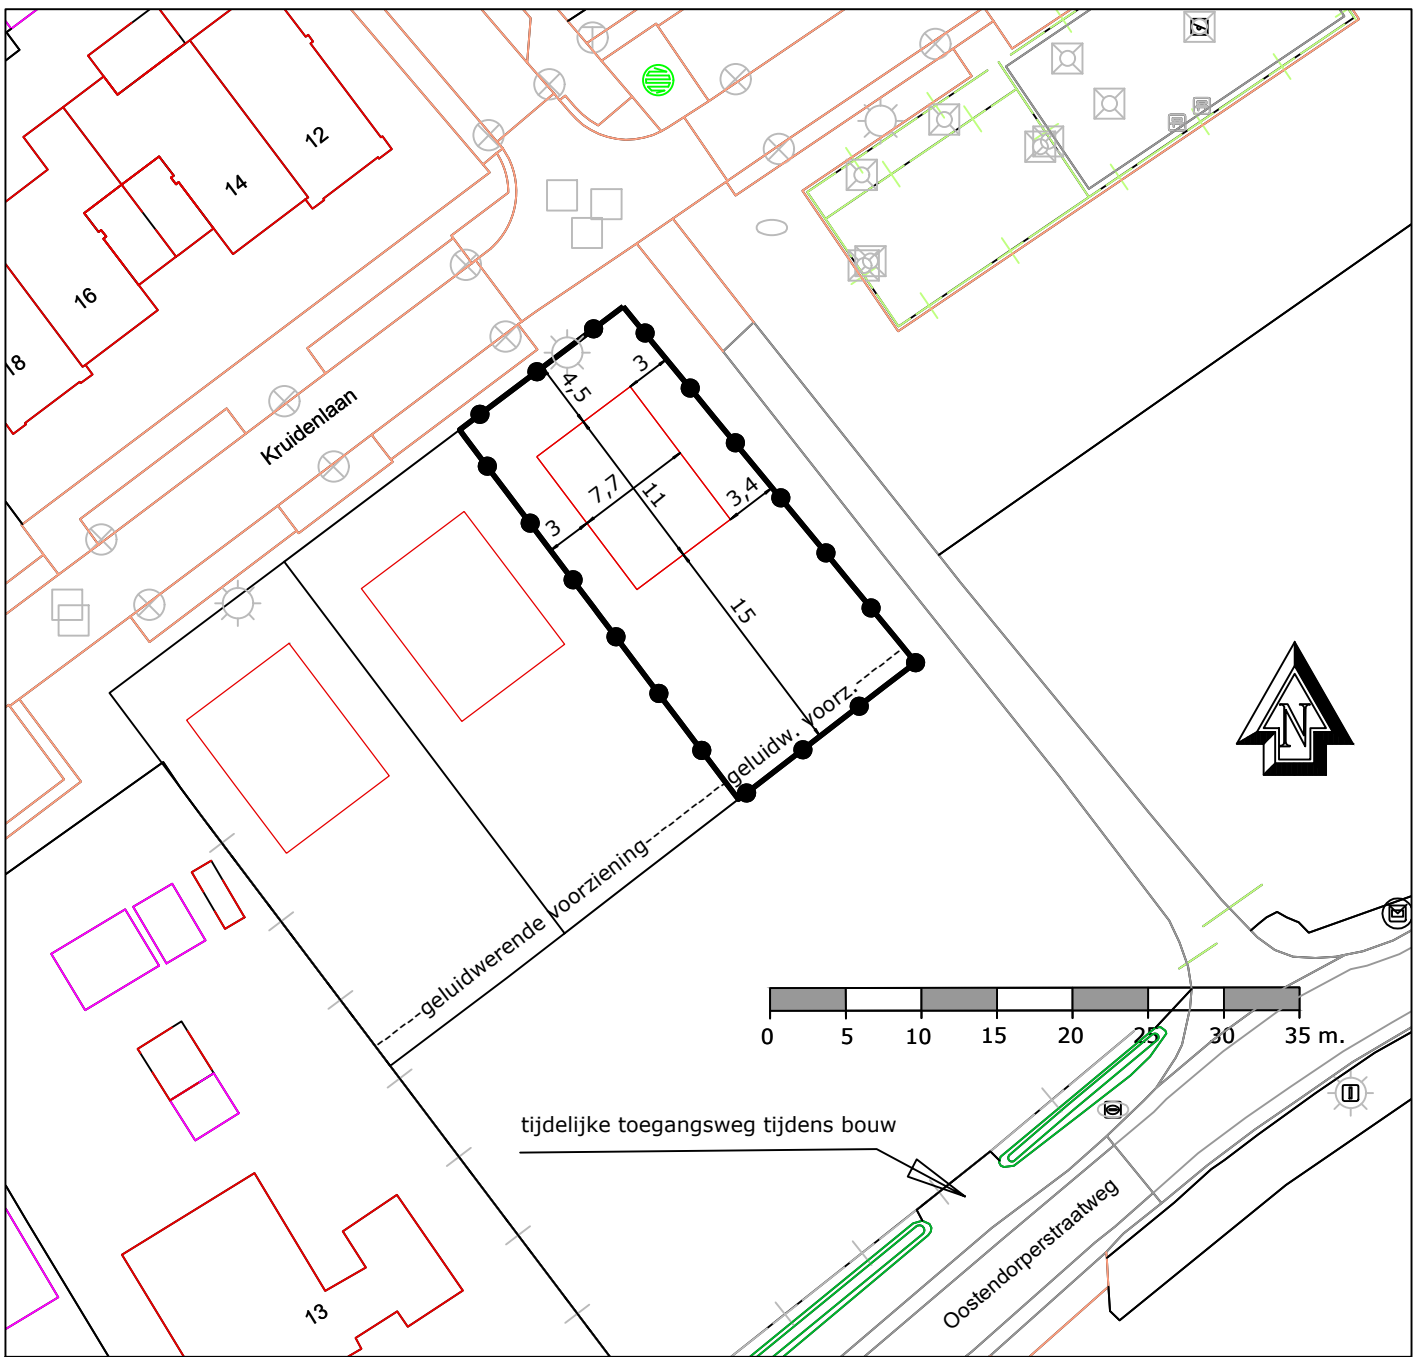 12
14
16
18
Kruidenlaan
3
4,5
7,7
11
3,4
3
15
geluidw. voorz.
geluidwerende voorziening
N
0 5 10 15 20 25 30 35 m.
tijdelijke toegangsweg tijdens bouw
Oostendorperstraatweg
13